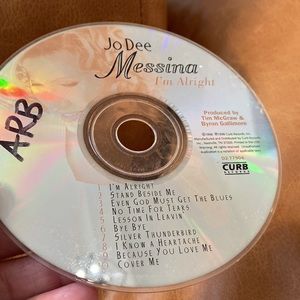 JoDee
Messina
I'm Alright
ARB
Produced by
Tim McGraw &
Byron Gallimore
CURB
RECORDS
1 I'm Alright
2 Stand Beside Me
3 Even God Must Get The Blues
4 No Time For Tears
5 Lesson In Leavin'
6 Bye Bye
7 Silver Thunderbird
8 I Know a Heartache
9 Because You Love Me
10 Cover Me